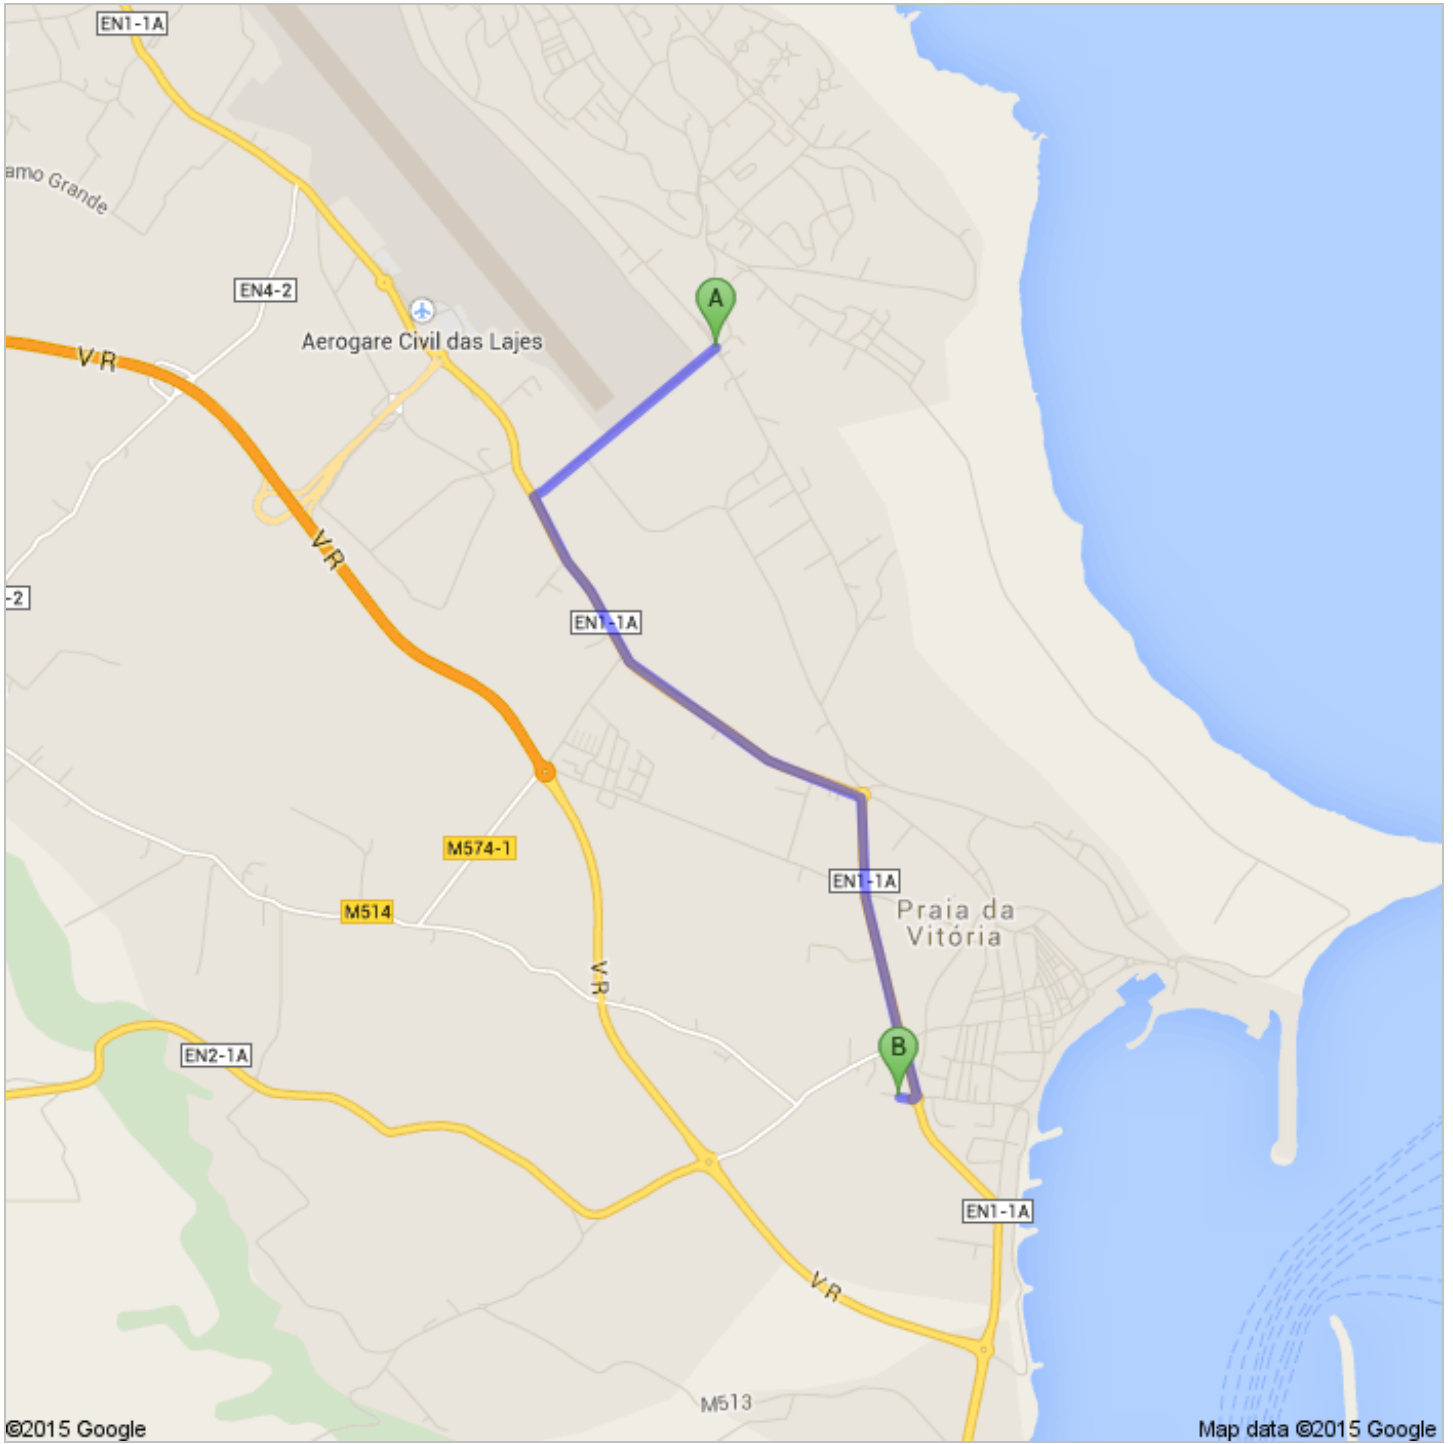 EN1-1A
amo Grande
EN4-2
A
Aerogare Civil das Lajes
V R
V R
-2
EN1-1A
M574-1
EN1-1A
M514
Praia da
Vitória
V R
EN2-1A
B
EN1-1A
V R
M513
©2015 Google
Map data ©2015 Google